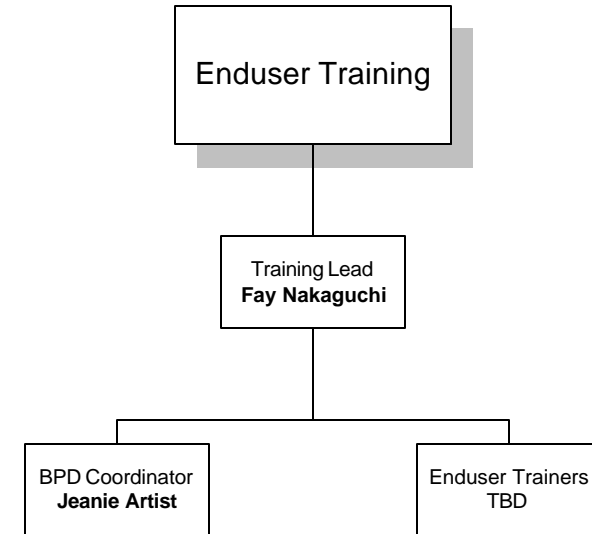 Enduser Training
Training Lead
Fay Nakaguchi
BPD Coordinator
Jeanie Artist
Enduser Trainers
TBD